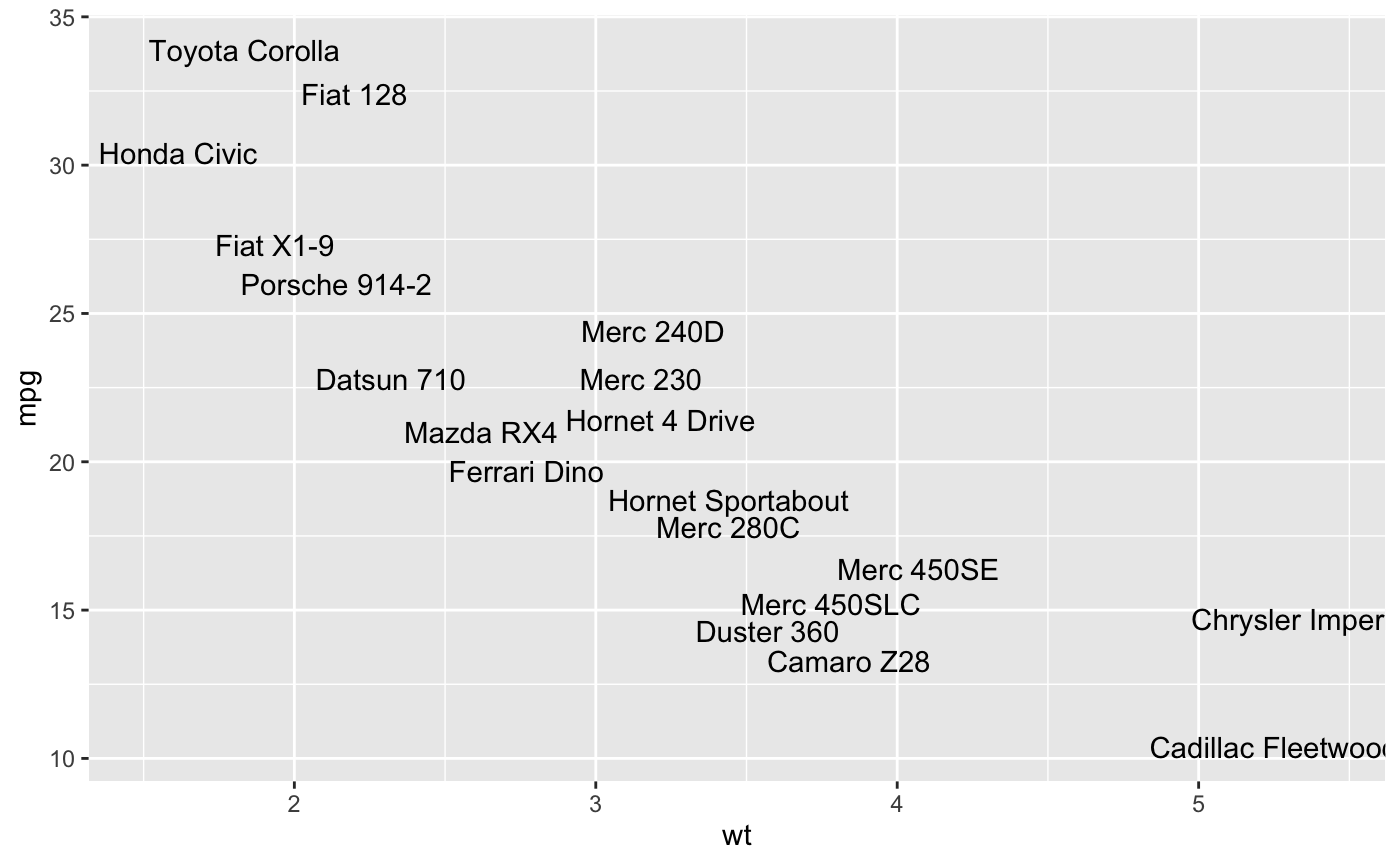 35
Toyota Corolla
Fiat 128
30
Honda Civic
Fiat X1-9
Porsche 914-2
25
Merc 240D
Datsun 710
Merc 230
mpg
Hornet 4 Drive
Mazda RX4
20
Ferrari Dino
Hornet Sportabout
Merc 280C
Merc 450SE
15
Merc 450SLC
Chrysler Imper
Duster 360
Camaro Z28
10
Cadillac Fleetwood
2
3
4
5
wt